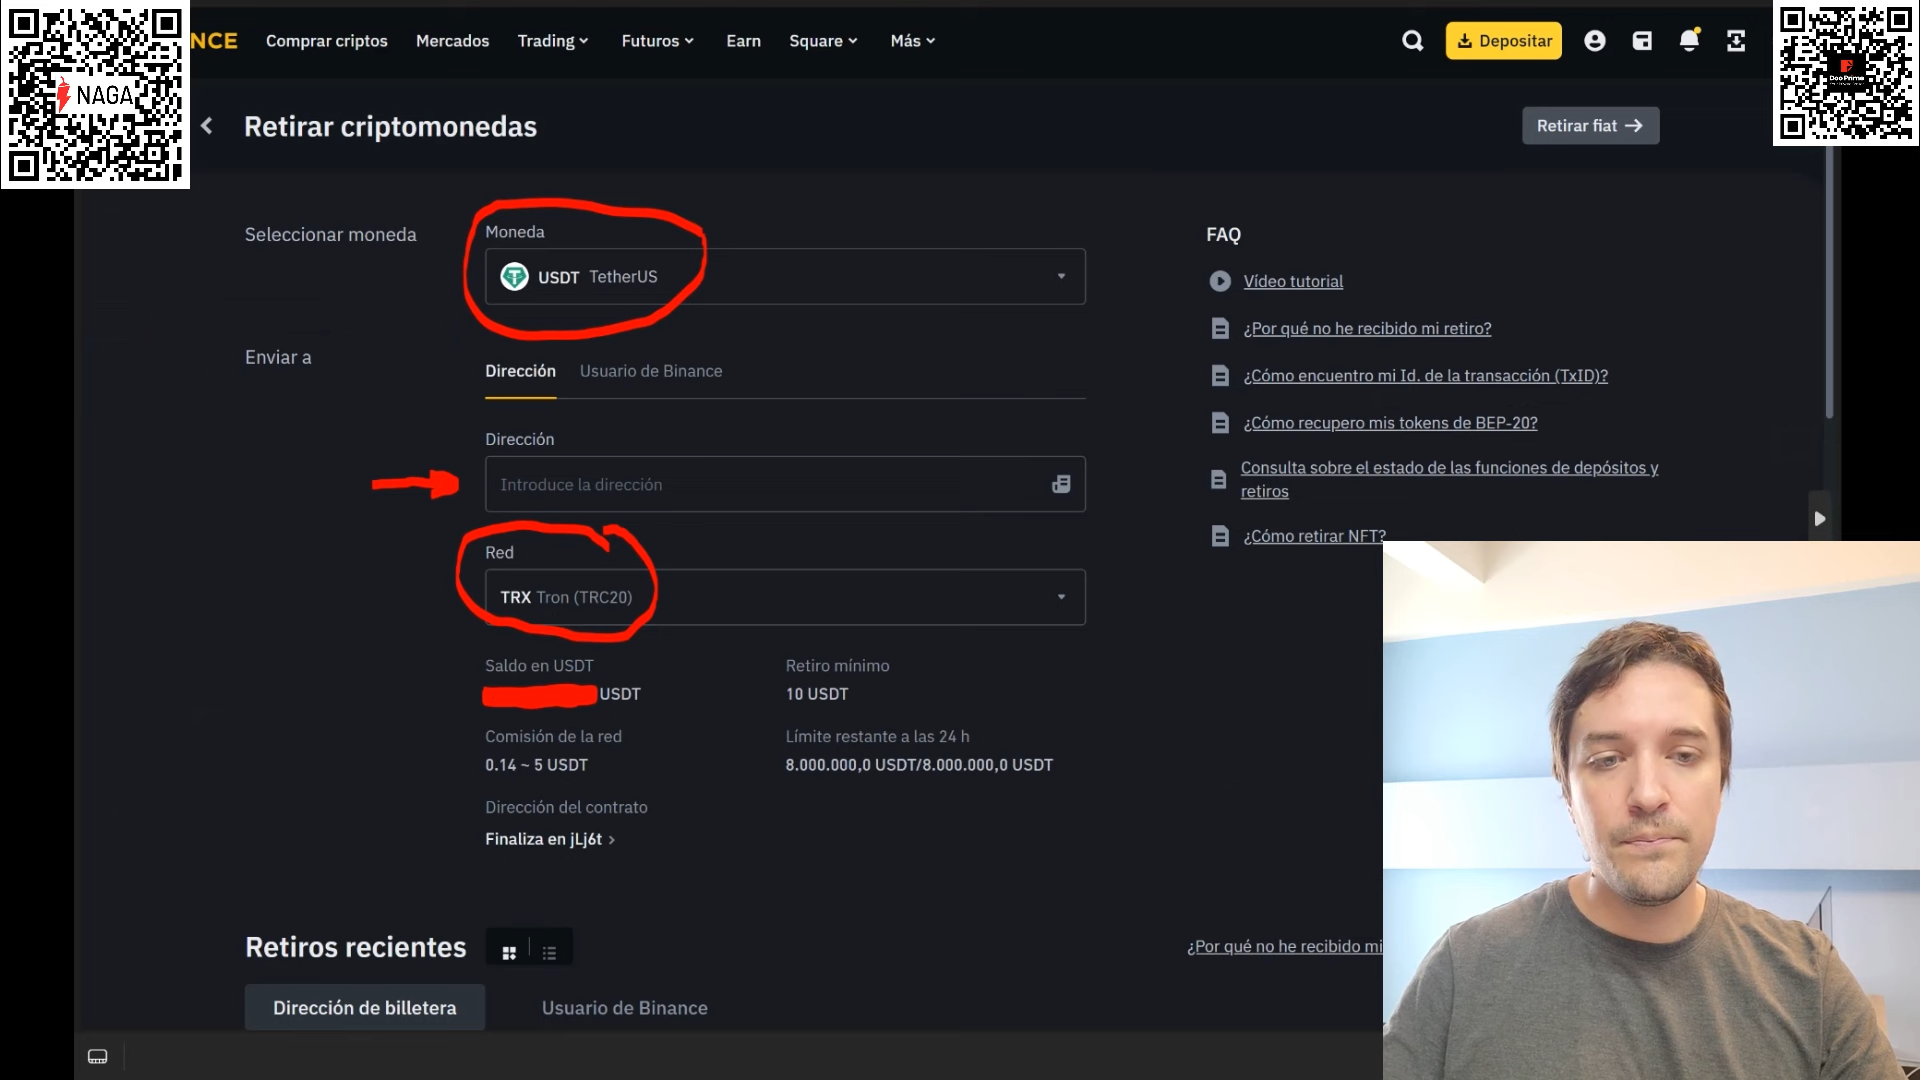 NAGA
NCE
Comprar criptos
Mercados
Trading
Futuros
Earn
Square
Más
Depositar
Doo Prime
Retirar criptomonedas
Retirar fiat
Seleccionar moneda
Moneda
USDT TetherUS
FAQ
Vídeo tutorial
¿Por qué no he recibido mi retiro?
¿Cómo encuentro mi Id. de la transacción (TxID)?
¿Cómo recupero mis tokens de BEP-20?
Consulta sobre el estado de las funciones de depósitos y
retiros
¿Cómo retirar NFT?
Enviar a
Dirección
Usuario de Binance
Dirección
Introduce la dirección
Red
TRX Tron (TRC20)
Saldo en USDT
USDT
Retiro mínimo
10 USDT
Comisión de la red
0.14 ~ 5 USDT
Límite restante a las 24 h
8.000.000,0 USDT/8.000.000,0 USDT
Dirección del contrato
Finaliza en jLj6t
Retiros recientes
¿Por qué no he recibido mi
Dirección de billetera
Usuario de Binance